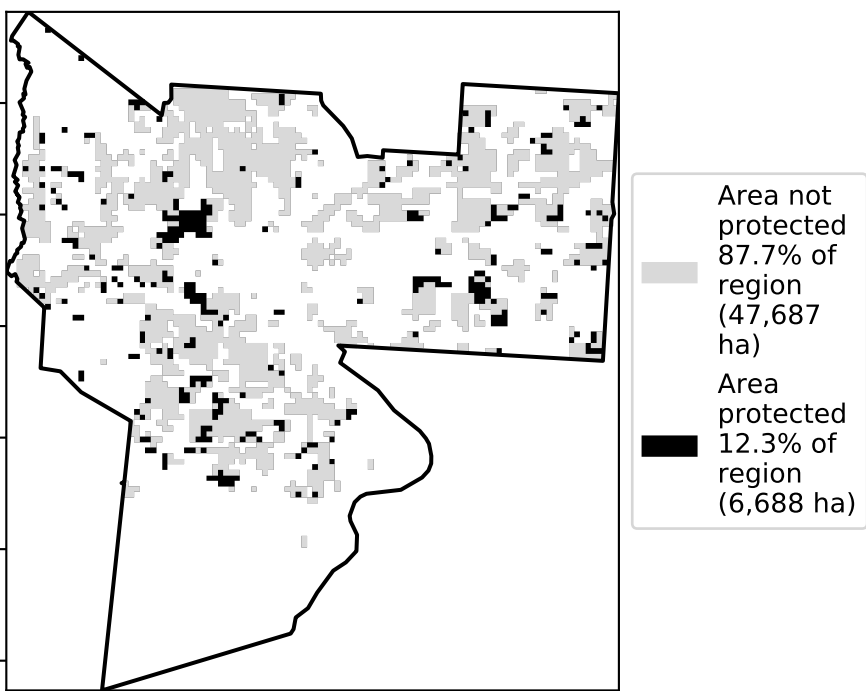 Area not
protected
87.7% of
region
(47,687
ha)
Area
protected
12.3% of
region
(6,688 ha)